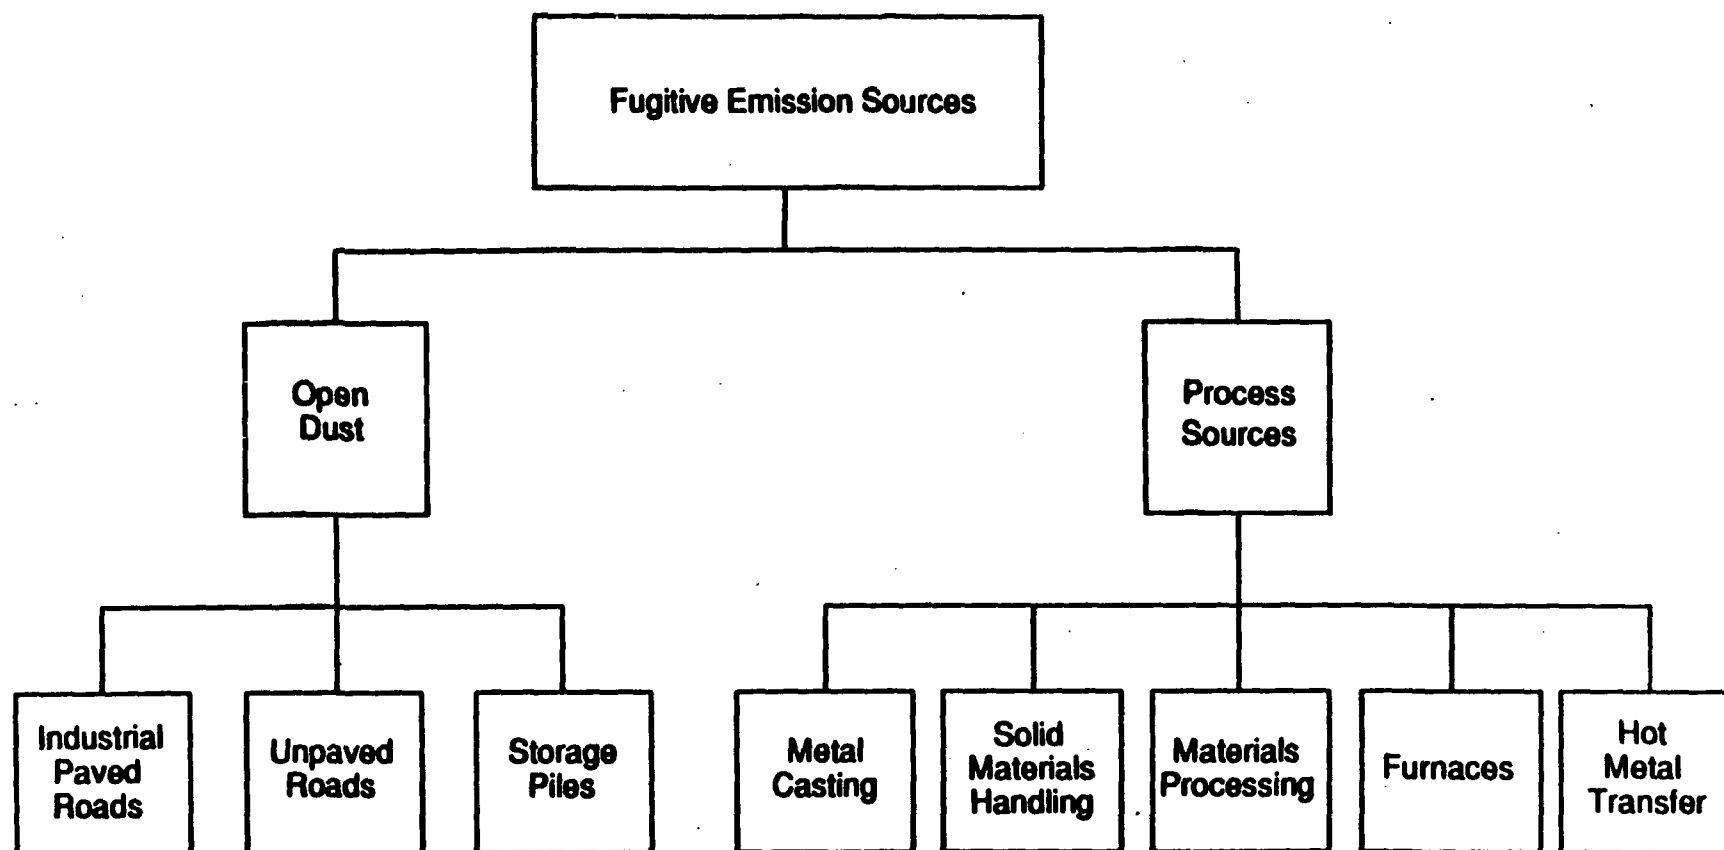 Fugitive Emission Sources
Open
Dust
Process
Sources
Industrial
Paved
Roads
Unpaved
Roads
Storage
Piles
Metal
Casting
Solid
Materials
Handling
Materials
Processing
Furnaces
Hot
Metal
Transfer